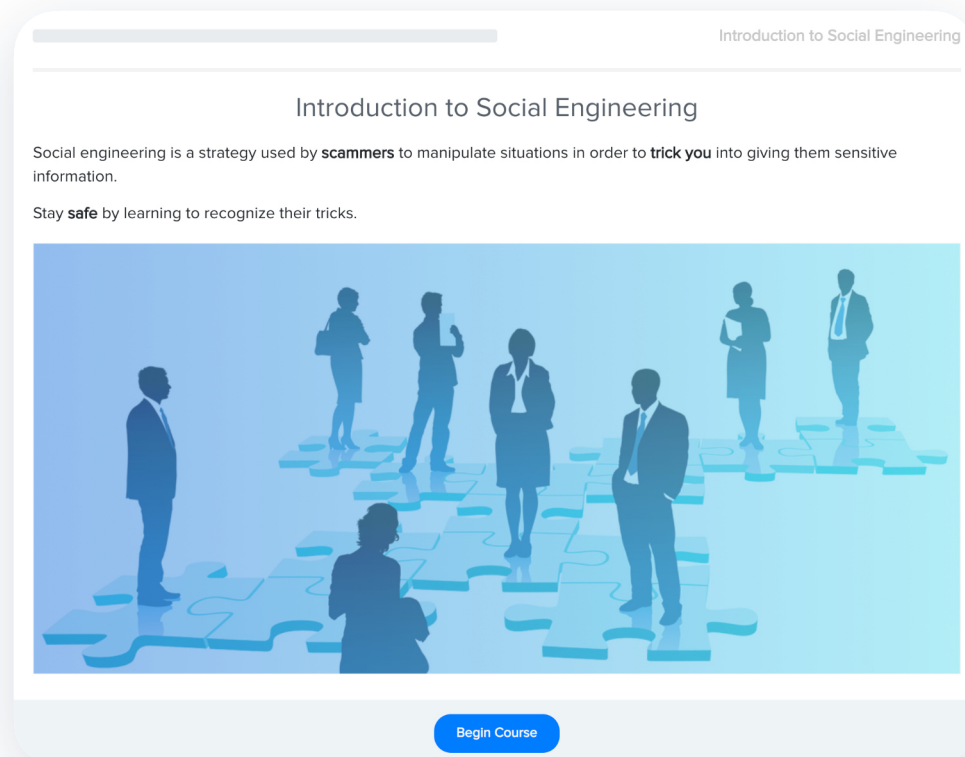 Introduction to Social Engineering
Introduction to Social Engineering
Social engineering is a strategy used by scammers to manipulate situations in order to trick you into giving them sensitive
information.
Stay safe by learning to recognize their tricks.
Begin Course